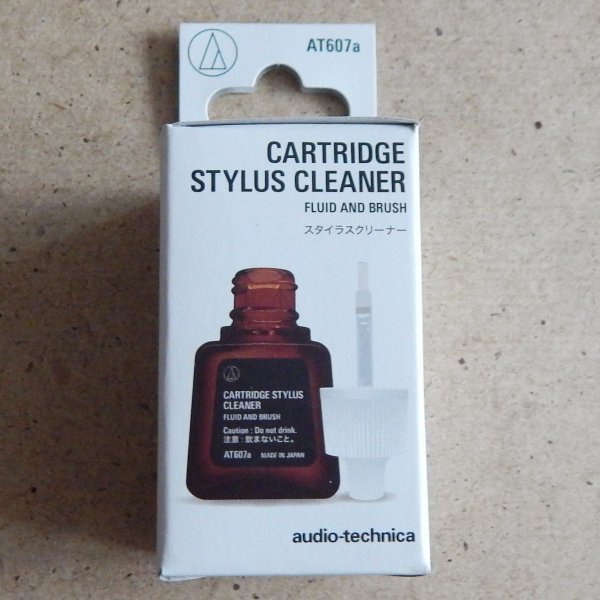 AT607a
CARTRIDGE
STYLUS CLEANER
FLUID AND BRUSH
スタイラスクリーナー
CARTRIDGE STYLUS
CLEANER
FLUID AND BRUSH
Caution : Do not drink.
注意 : 飲まないこと。
AT607a MADE IN JAPAN
audio-technica